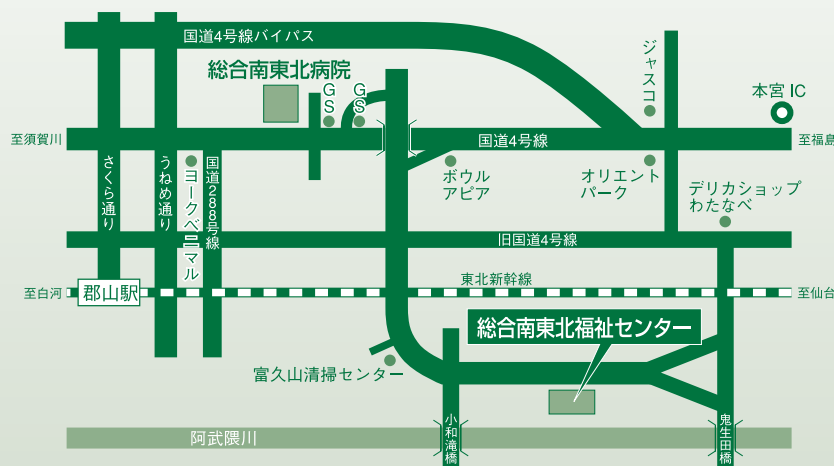 国道4号線バイパス
ジャスコ
総合南東北病院
GS
GS
本宮 IC
至須賀川
国道4号線
至福島
さくら通り
うねめ通り
ヨークベニマル
国道288号線
ボウル
アピア
オリエント
パーク
デリカショップ
わたなべ
旧国道4号線
東北新幹線
至白河
郡山駅
至仙台
総合南東北福祉センター
富久山清掃センター
小和滝橋
鬼生田橋
阿武隈川